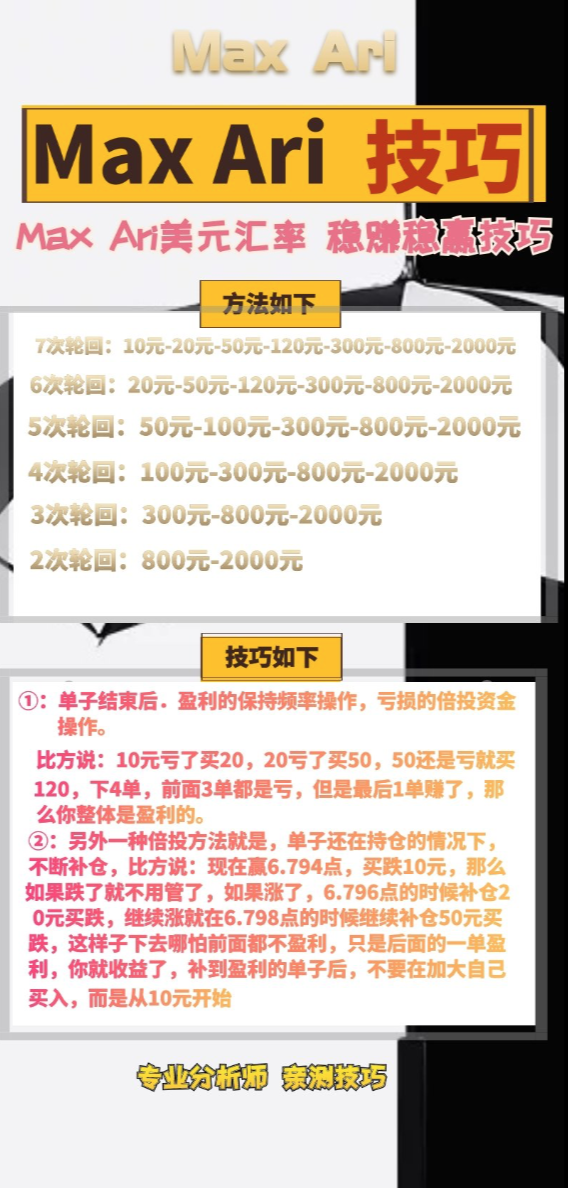 Max Ari
Max Ari 技巧
Max Ari美元汇率 稳赚稳赢技巧
方法如下
7次轮回：10元-20元-50元-120元-300元-800元-2000元
6次轮回：20元-50元-120元-300元-800元-2000元
5次轮回：50元-100元-300元-800元-2000元
4次轮回：100元-300元-800元-2000元
3次轮回：300元-800元-2000元
2次轮回：800元-2000元
技巧如下
①：单子结束后．盈利的保持频率操作，亏损的倍投资金
操作。
比方说：10元亏了买20，20亏了买50，50还是亏就买
120，下4单，前面3单都是亏，但是最后1单赚了，那
么你整体是盈利的。
②：另外一种倍投方法就是，单子还在持仓的情况下，
不断补仓，比方说：现在赢6.794点，买跌10元，那么
如果跌了就不用管了，如果涨了，6.796点的时候补仓2
0元买跌，继续涨就在6.798点的时候继续补仓50元买
跌，这样子下去哪怕前面都不盈利，只是后面的一单盈
利，你就收益了，补到盈利的单子后，不要在加大自己
买入，而是从10元开始
专业分析师 亲测技巧